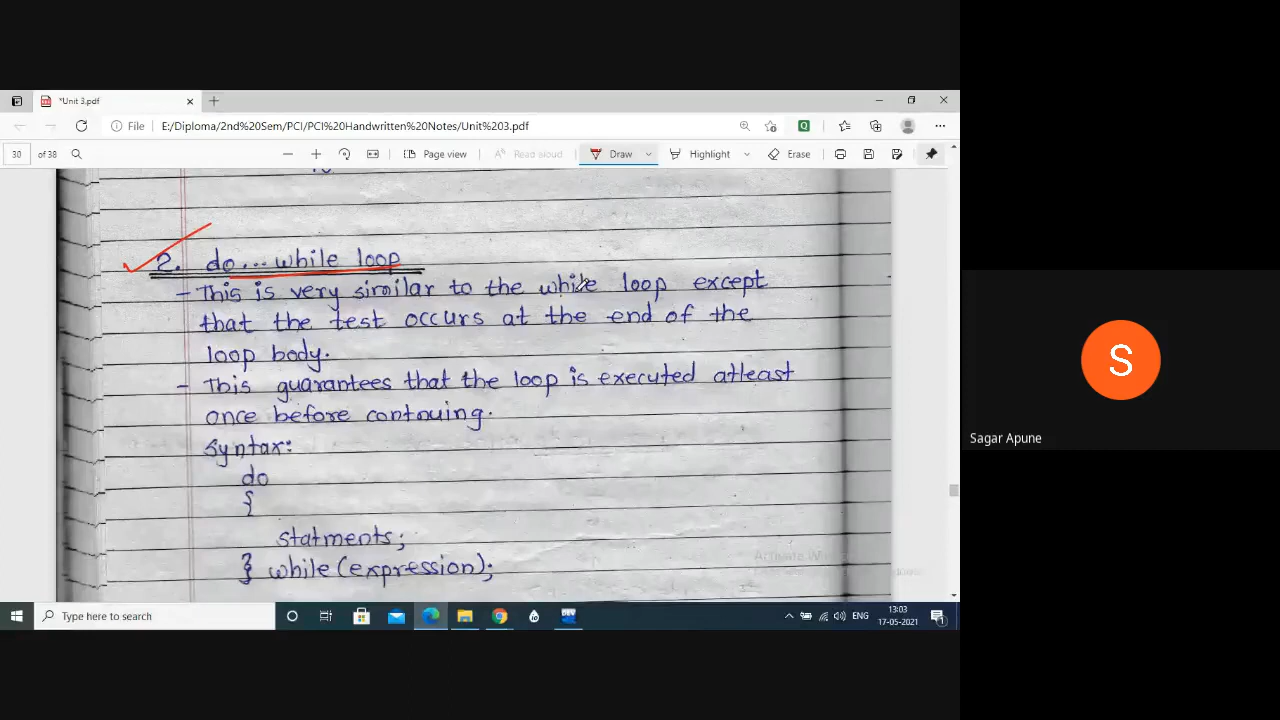 *Unit 3.pdf
File
E:/Diploma/2nd%20Sem/PCI/PCI%20Handwritten%20Notes/Unit%203.pdf
30 of 38
Page view
Read aloud
Draw
Highlight
Erase
2. do...while loop
- This is very similar to the while loop except
that the test occurs at the end of the
loop body.
- This guarantees that the loop is executed atleast
once before contnuing.
Syntax:
do
{
statments;
} while (expression);
S
Sagar Apune
Type here to search
ENG
13:03
17-05-2021
1